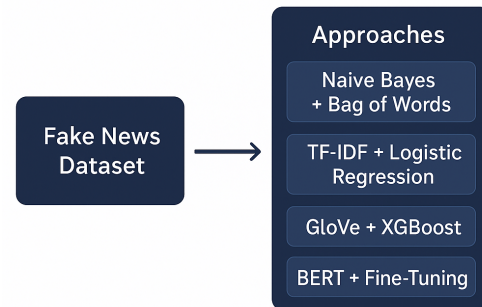 Fake News
Dataset
Approaches
Naive Bayes
+ Bag of Words
TF-IDF + Logistic
Regression
GloVe + XGBoost
BERT + Fine-Tuning